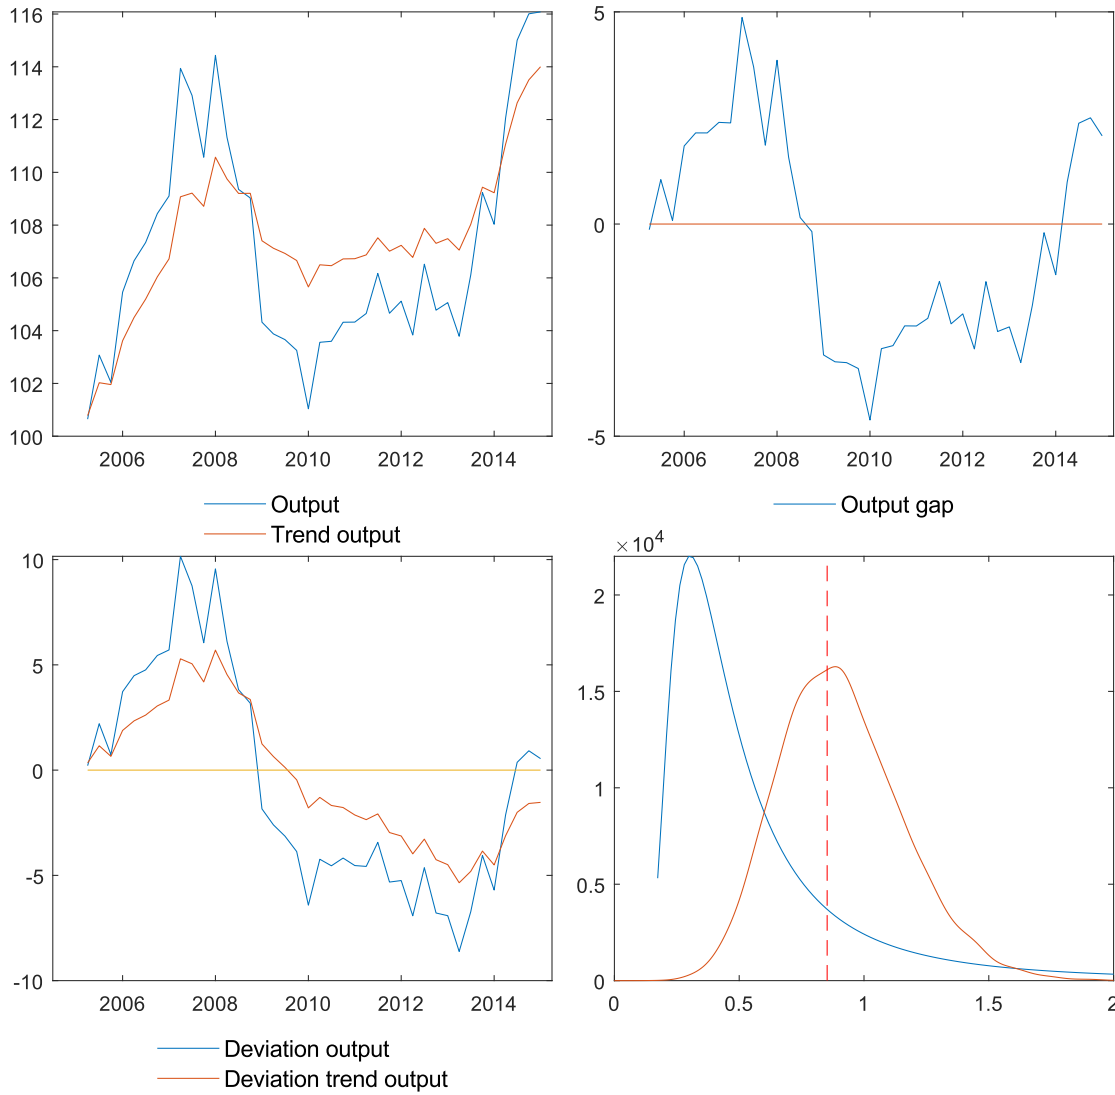 116
114
112
110
108
106
104
102
100
2006 2008 2010 2012 2014
Output
Trend output
5
0
-5
2006 2008 2010 2012 2014
Output gap
10
5
0
-5
-10
2006 2008 2010 2012 2014
Deviation output
Deviation trend output
×10⁴
2
1.5
1
0.5
0
0 0.5 1 1.5 2